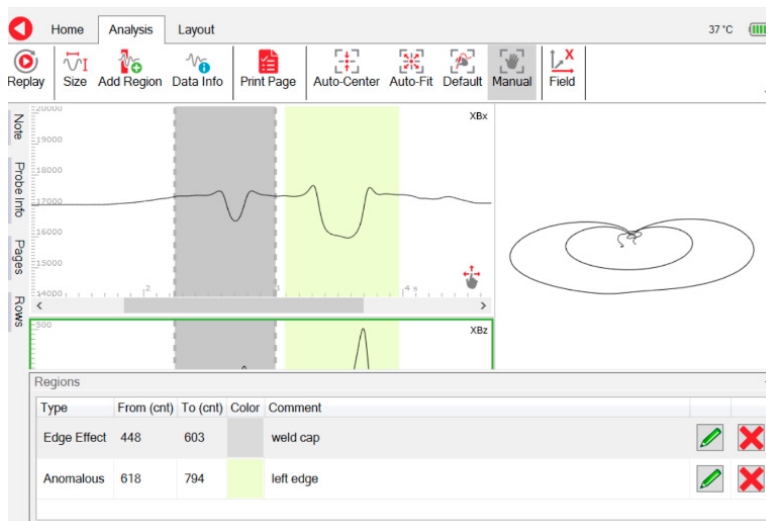 Home Analysis Layout 37 °C
Replay Size Add Region Data Info Print Page Auto-Center Auto-Fit Default Manual Field
Note
Probe Info
Pages
Rows
20000
XBx
19000
18000
17000
16000
15000
14000
2
4 s
300
XBz
Regions
Type From (cnt) To (cnt) Color Comment
Edge Effect 448 603 weld cap
Anomalous 618 794 left edge